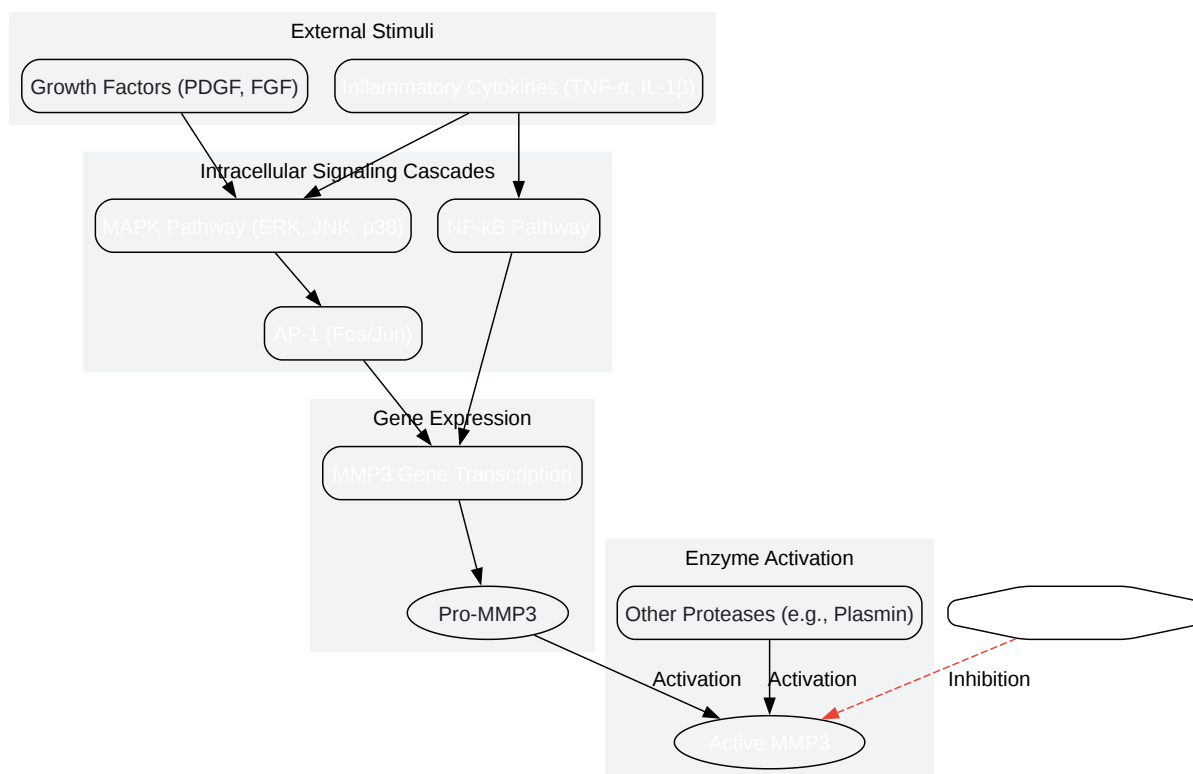 External Stimuli
Growth Factors (PDGF, FGF)
Inflammatory Cytokines (TNF-α, IL-1β)
Intracellular Signaling Cascades
MAPK Pathway (ERK, JNK, p38)
NF-κB Pathway
AP-1 (Fos/Jun)
Gene Expression
MMP3 Gene Transcription
Enzyme Activation
Pro-MMP3
Other Proteases (e.g., Plasmin)
Activation
Activation
Inhibition
Active MMP3